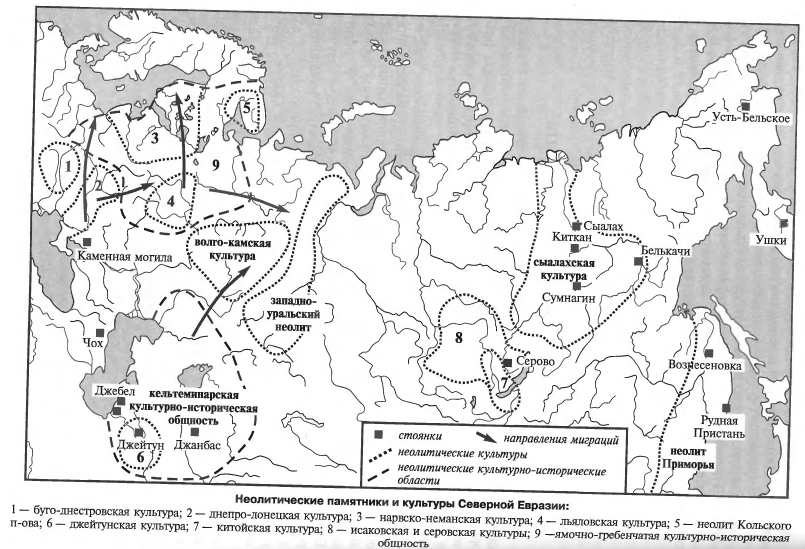 Усть-Бельское
5
3
1
9
4
Сыалах
Киткан
Ушки
Белькачи
волго-камская
культура
Каменная могила
сыалахская
культура
Сумнагин
западно-
уральский
неолит
Чох
8
Серово
7
Вознесеновка
Джебел
кельтеминарская
культурно-историческая
общность
Рудная
Пристань
Джейтун
Джанбас
6
неолит
Приморья
стоянки
направления миграций
неолитические культуры
неолитические культурно-исторические
области
Неолитические памятники и культуры Северной Евразии:
1 — буго-днестровская культура; 2 — днепро-донецкая культура; 3 — нарвско-неманская культура; 4 — льяловская культура; 5 — неолит Кольского
п-ова; 6 — джейтунская культура; 7 — китойская культура; 8 — исаковская и серовская культуры; 9 —ямочно-гребенчатая культурно-историческая
общность